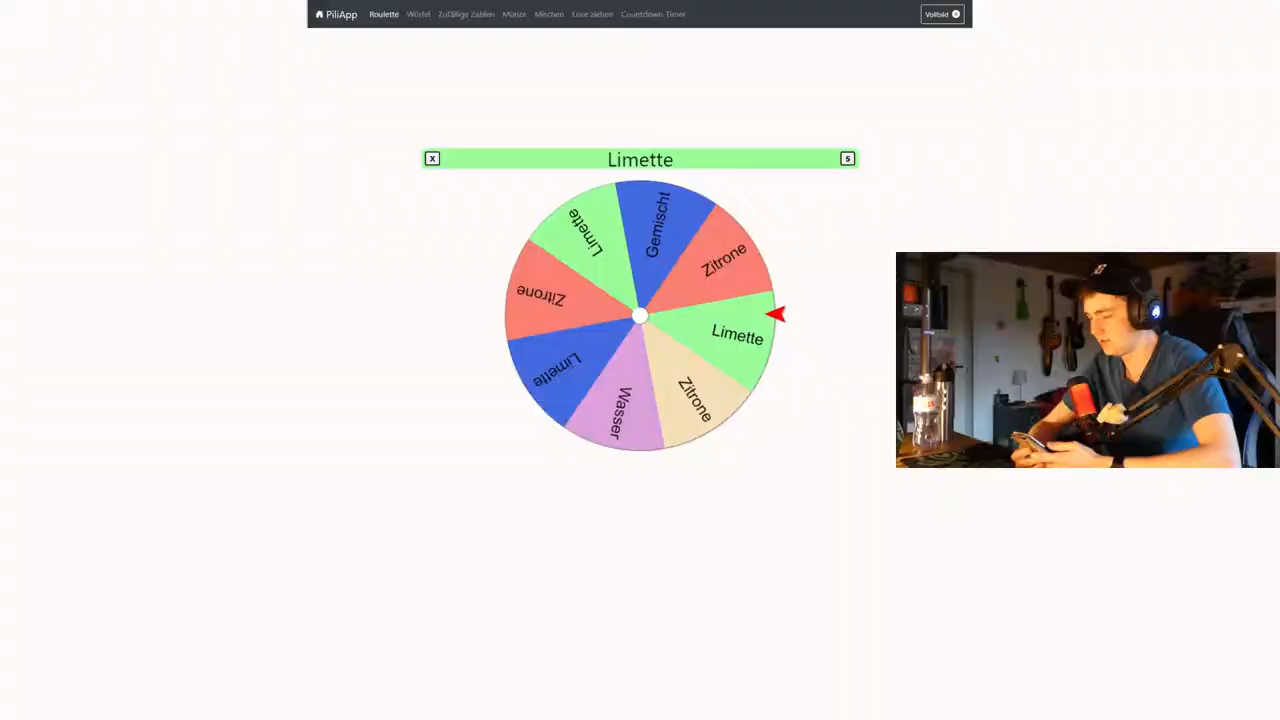 PiliApp Roulette Würfel Zufällige Zahlen Münze Mischen Lose ziehen Countdown-Timer Vollbild
X Limette S
Gemischt
Zitrone
Limette
Zitrone
Wasser
Limette
Zitrone
Limette